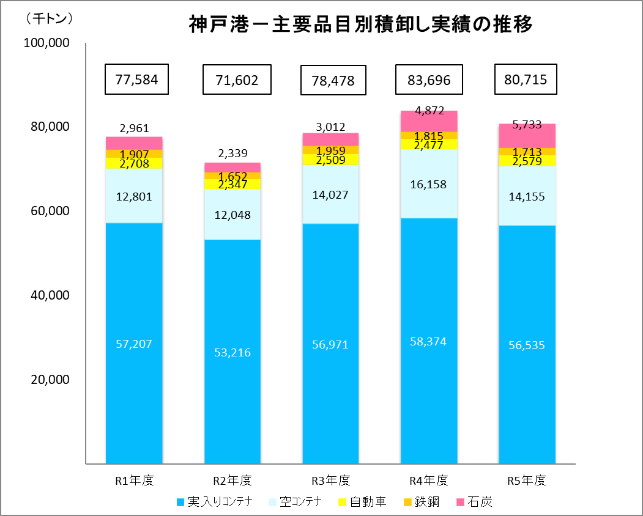 （千トン）
神戸港－主要品目別積卸し実績の推移
100,000
80,000
60,000
40,000
20,000
77,584 71,602 78,478 83,696 80,715
2,961 2,339 3,012 4,872 5,733
1,907 1,652 1,959 1,815 1,713
2,708 2,347 2,509 2,477 2,579
12,801 12,048 14,027 16,158 14,155
57,207 53,216 56,971 58,374 56,535
R1年度 R2年度 R3年度 R4年度 R5年度
実入りコンテナ 空コンテナ 自動車 鉄鋼 石炭